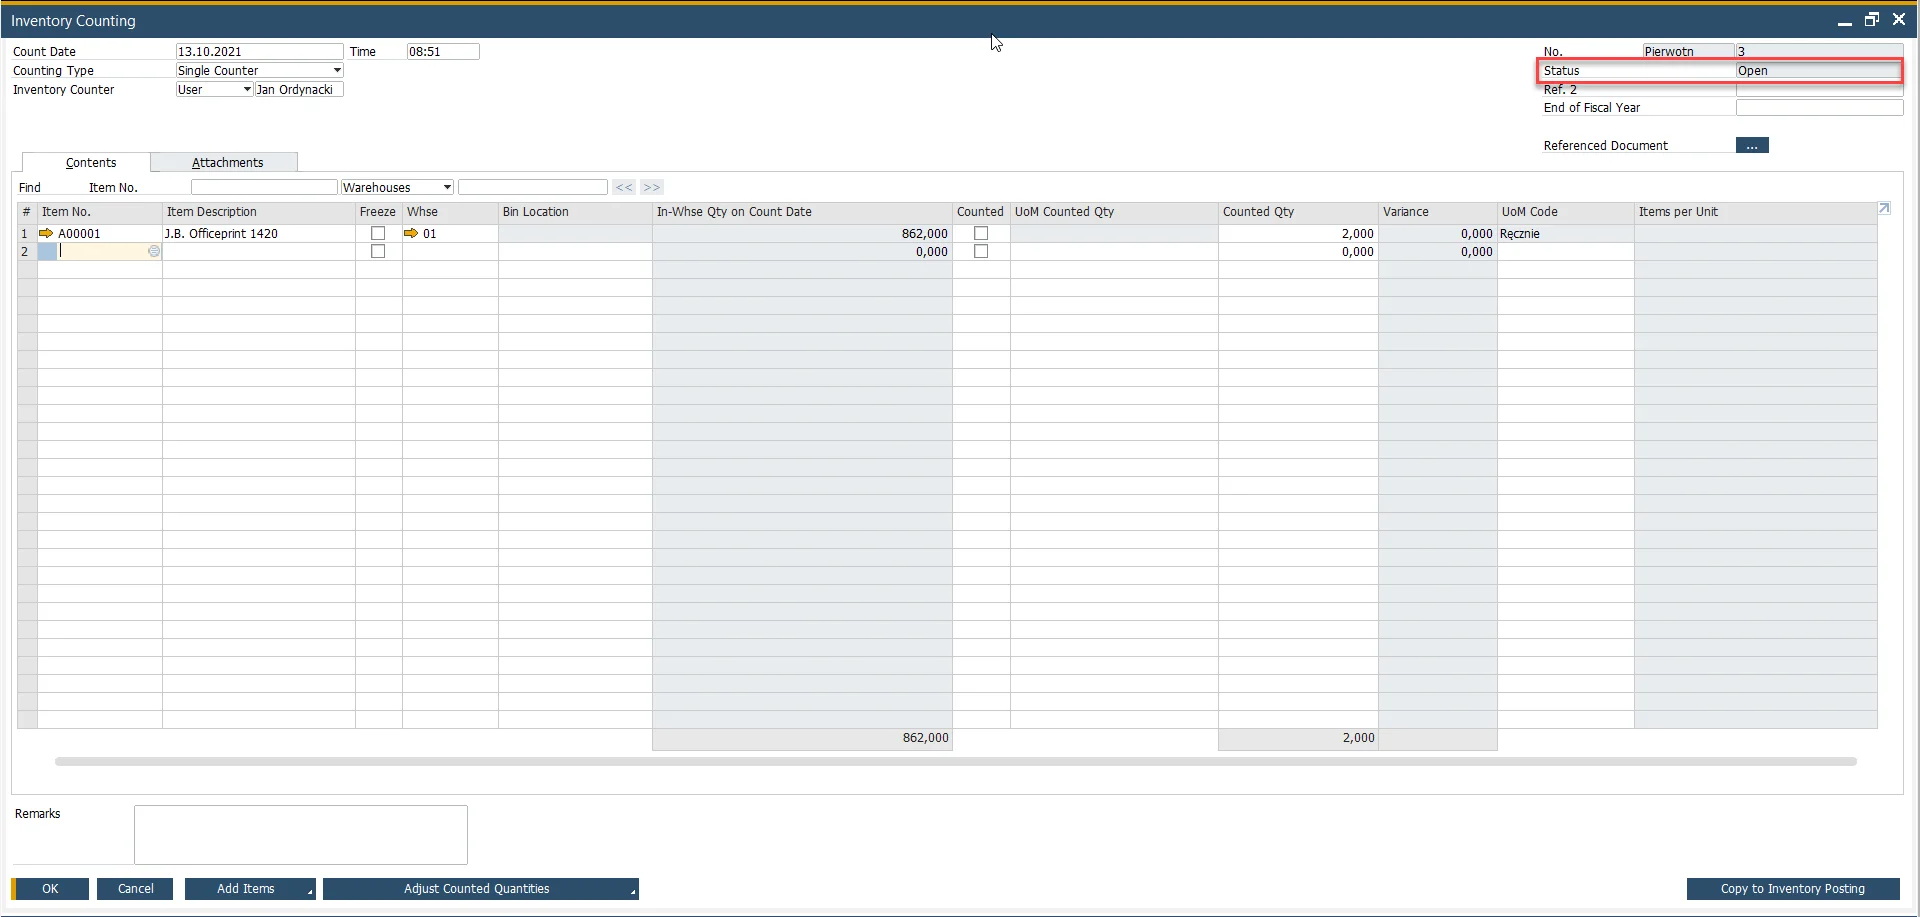 Inventory Counting
Count Date 13.10.2021 Time 08:51
Counting Type Single Counter
Inventory Counter User Jan Ordynacki
No. Pierwotn 3
Status Open
Ref. 2
End of Fiscal Year
Referenced Document ...
Contents Attachments
Find Item No. Warehouses << >>
# Item No. Item Description Freeze Whse Bin Location In-Whse Qty on Count Date Counted UoM Counted Qty Counted Qty Variance UoM Code Items per Unit
1 A00001 J.B. Officeprint 1420 01 862,000 2,000 0,000 Ręcznie
2 0,000 0,000 0,000
862,000 2,000
Remarks
OK Cancel Add Items Adjust Counted Quantities Copy to Inventory Posting